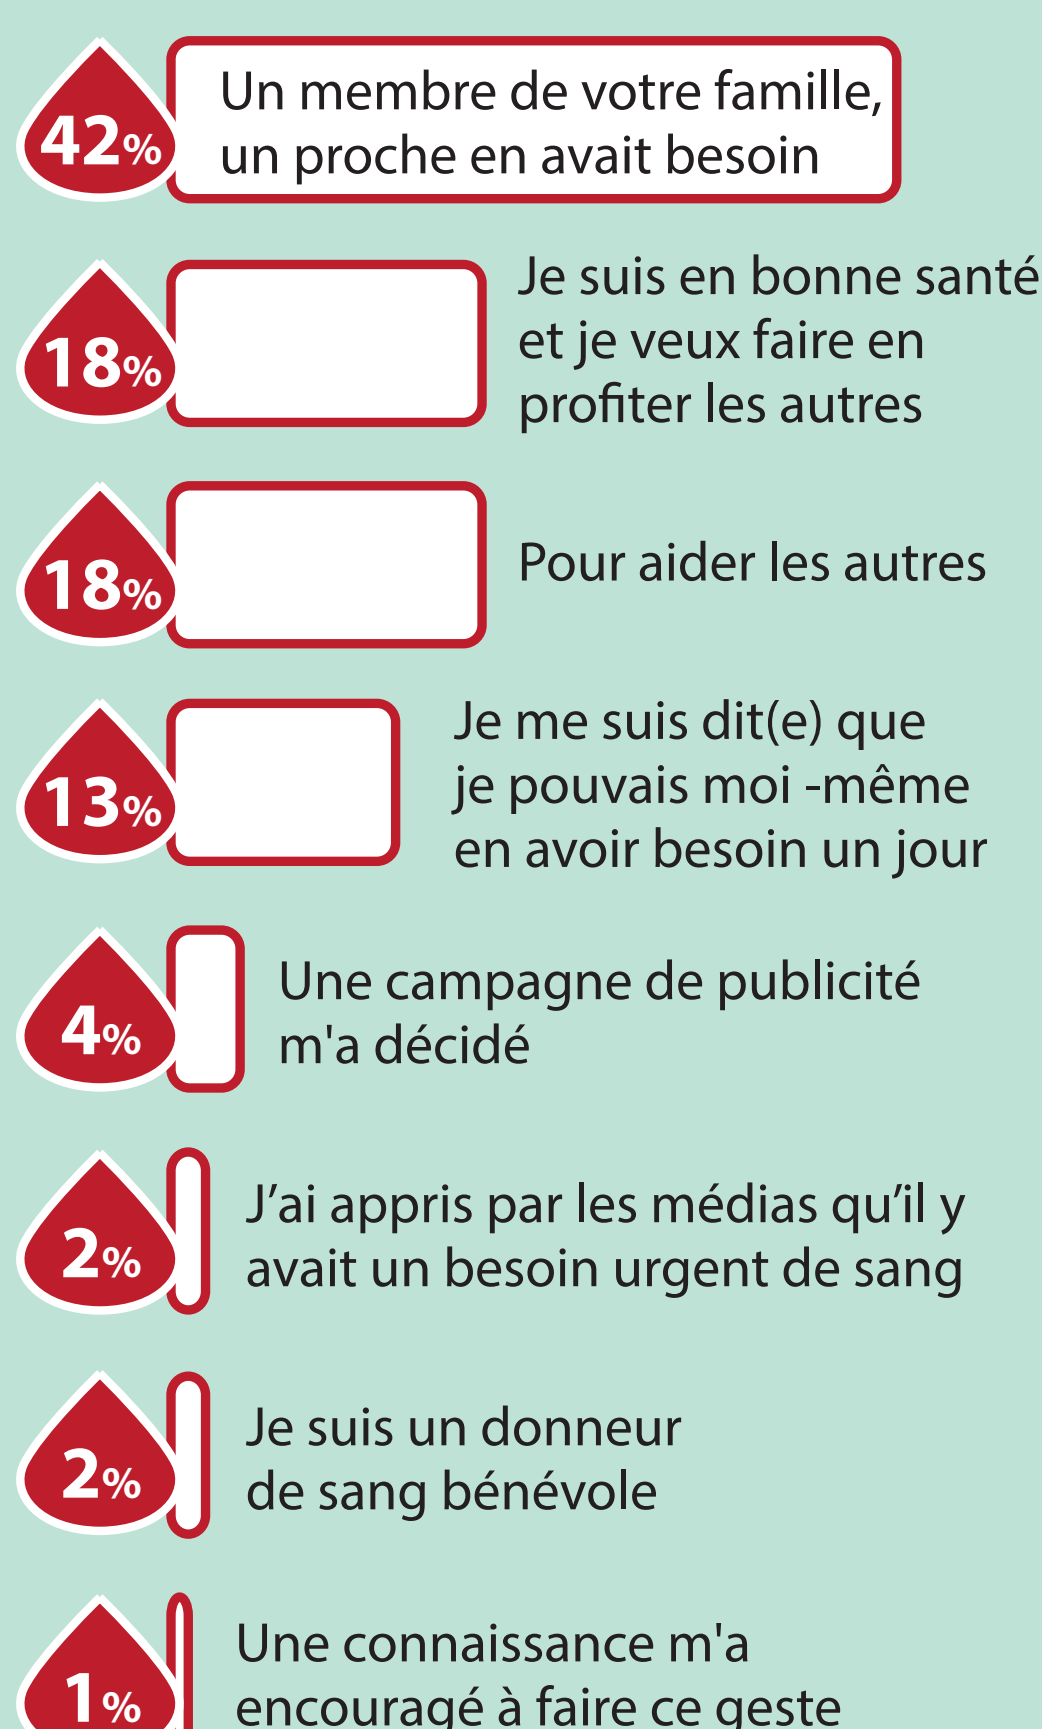 42%
Un membre de votre famille,
un proche en avait besoin
18%
Je suis en bonne santé
et je veux faire en
profiter les autres
18%
Pour aider les autres
13%
Je me suis dit(e) que
je pouvais moi -même
en avoir besoin un jour
4%
Une campagne de publicité
m'a décidé
2%
J’ai appris par les médias qu’il y
avait un besoin urgent de sang
2%
Je suis un donneur
de sang bénévole
1%
Une connaissance m'a
encouragé à faire ce geste